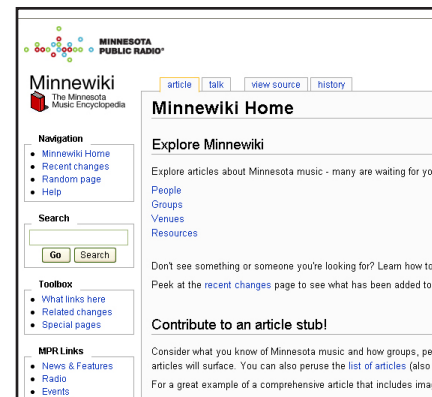 MINNESOTA
PUBLIC RADIO®
Minnewiki
The Minnesota
Music Encyclopedia
article talk view source history
Minnewiki Home
Navigation
Minnewiki Home
Recent changes
Random page
Help
Search
Go Search
Toolbox
What links here
Related changes
Special pages
MPR Links
News & Features
Radio
Events
Explore Minnewiki
Explore articles about Minnesota music - many are waiting for yo
People
Groups
Venues
Resources
Don't see something or someone you're looking for? Learn how to
Peek at the recent changes page to see what has been added to
Contribute to an article stub!
Consider what you know of Minnesota music and how groups, pe
articles will surface. You can also peruse the list of articles (also
For a great example of a comprehensive article that includes ima